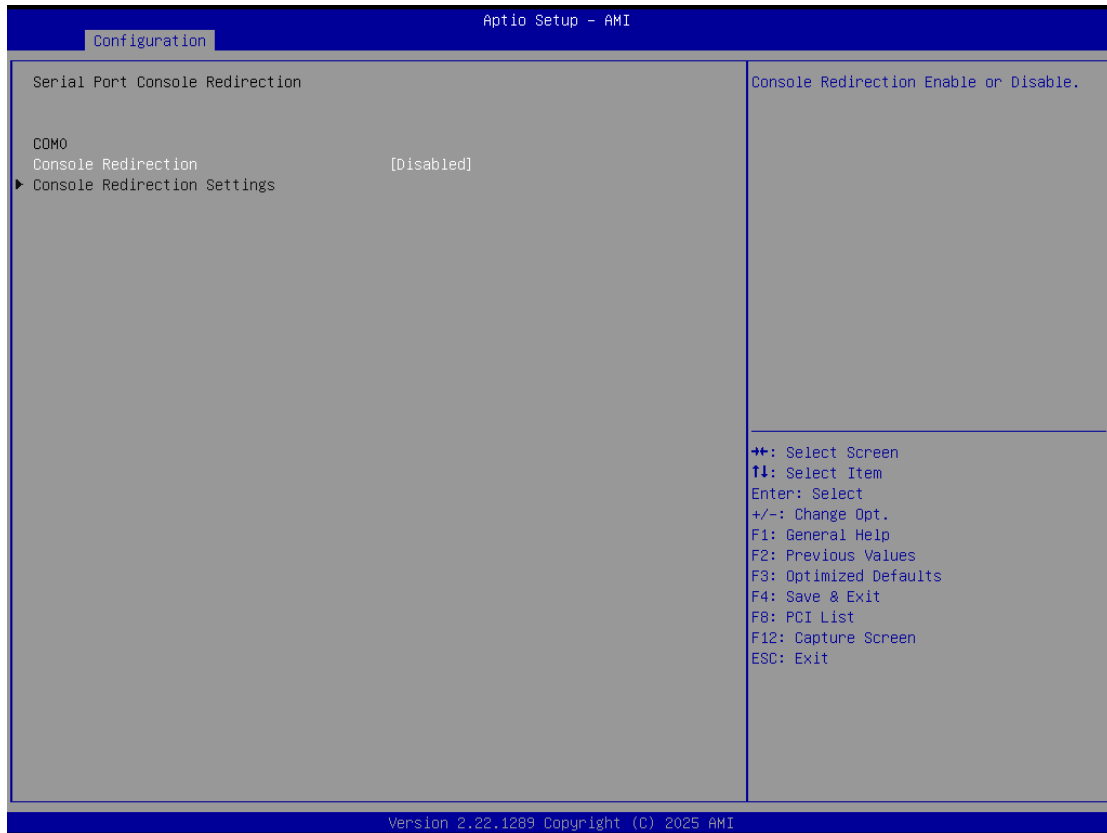 Aptio Setup – AMI
Configuration
Serial Port Console Redirection
COM0
Console Redirection [Disabled]
▶ Console Redirection Settings
Console Redirection Enable or Disable.
→←: Select Screen
↑↓: Select Item
Enter: Select
+/-: Change Opt.
F1: General Help
F2: Previous Values
F3: Optimized Defaults
F4: Save & Exit
F8: PCI List
F12: Capture Screen
ESC: Exit
Version 2.22.1289 Copyright (C) 2025 AMI